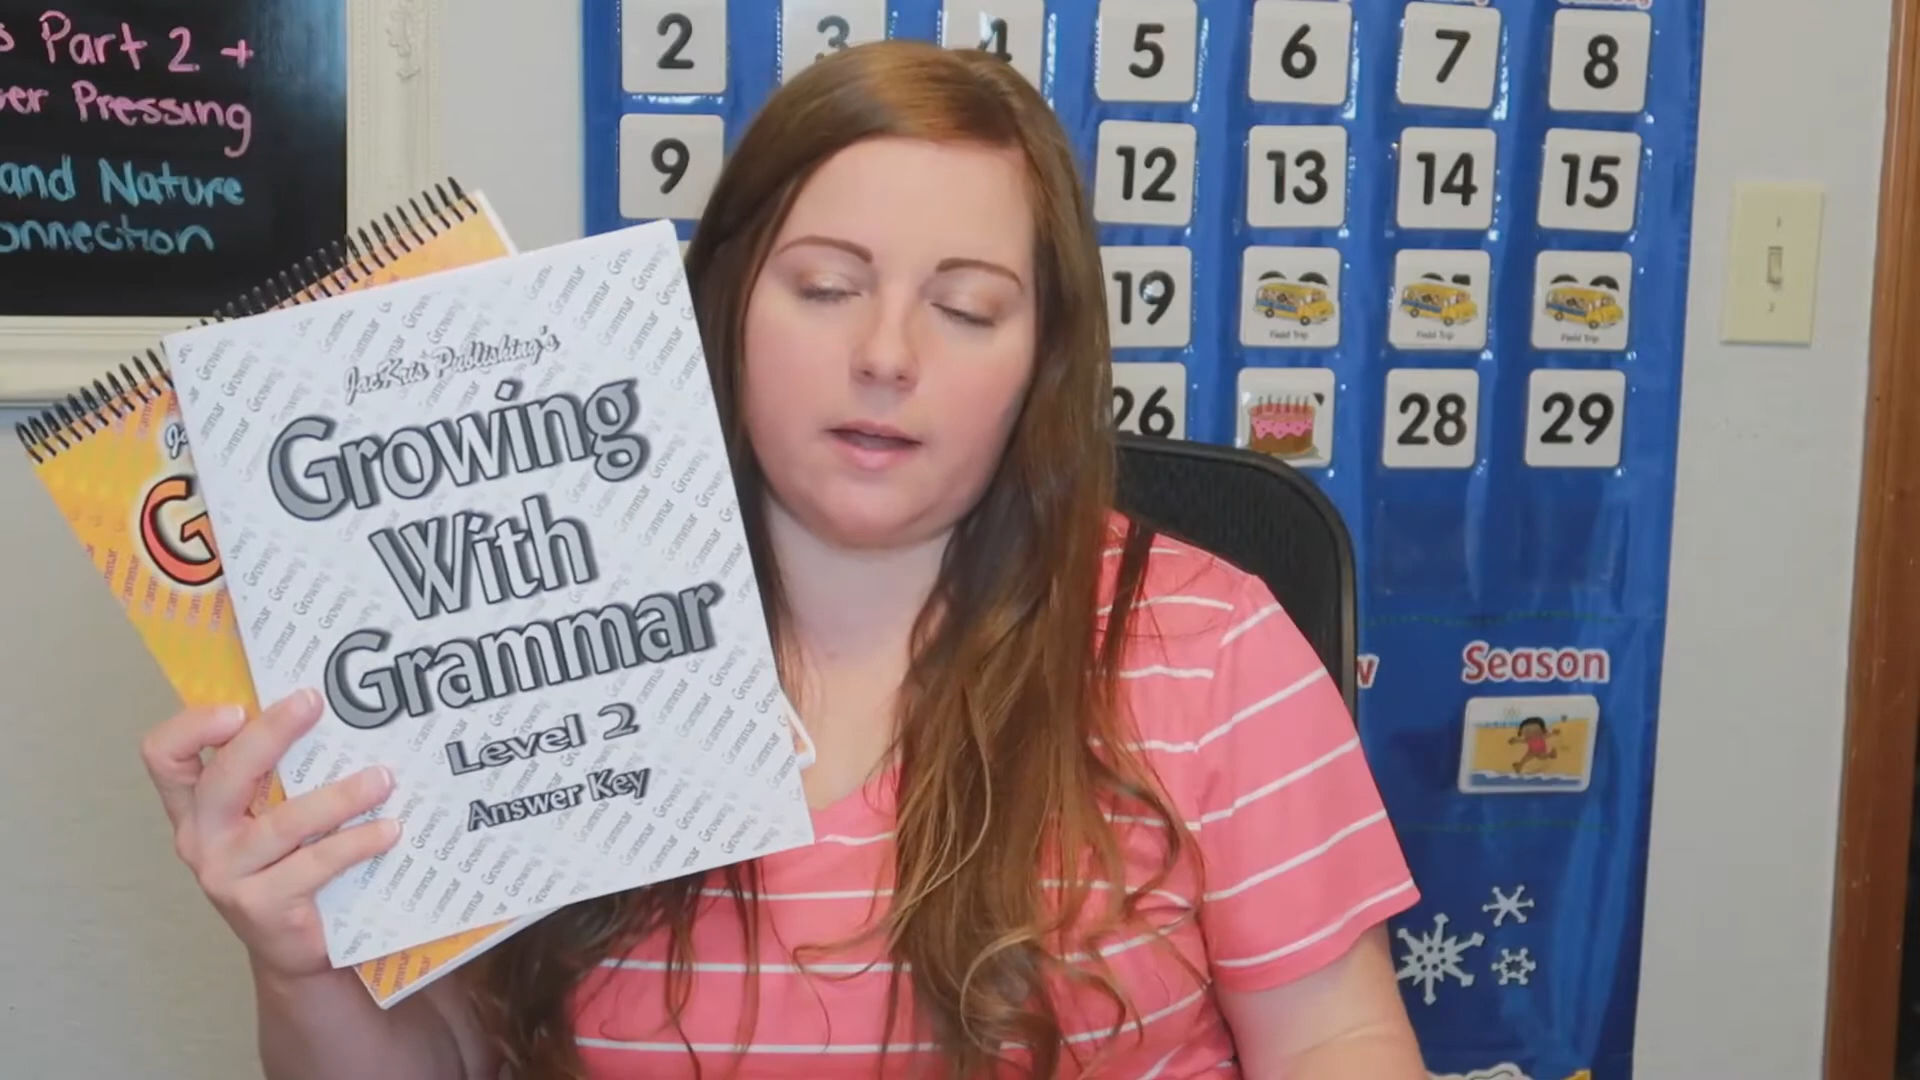 s Part 2 +
er Pressing
and Nature
onnection
JacKris Publishing's
Growing
With
Grammar
Level 2
Answer Key
G
2
3
4
5
6
7
8
9
12
13
14
15
19
Field Trip
Field Trip
Field Trip
26
28
29
Season